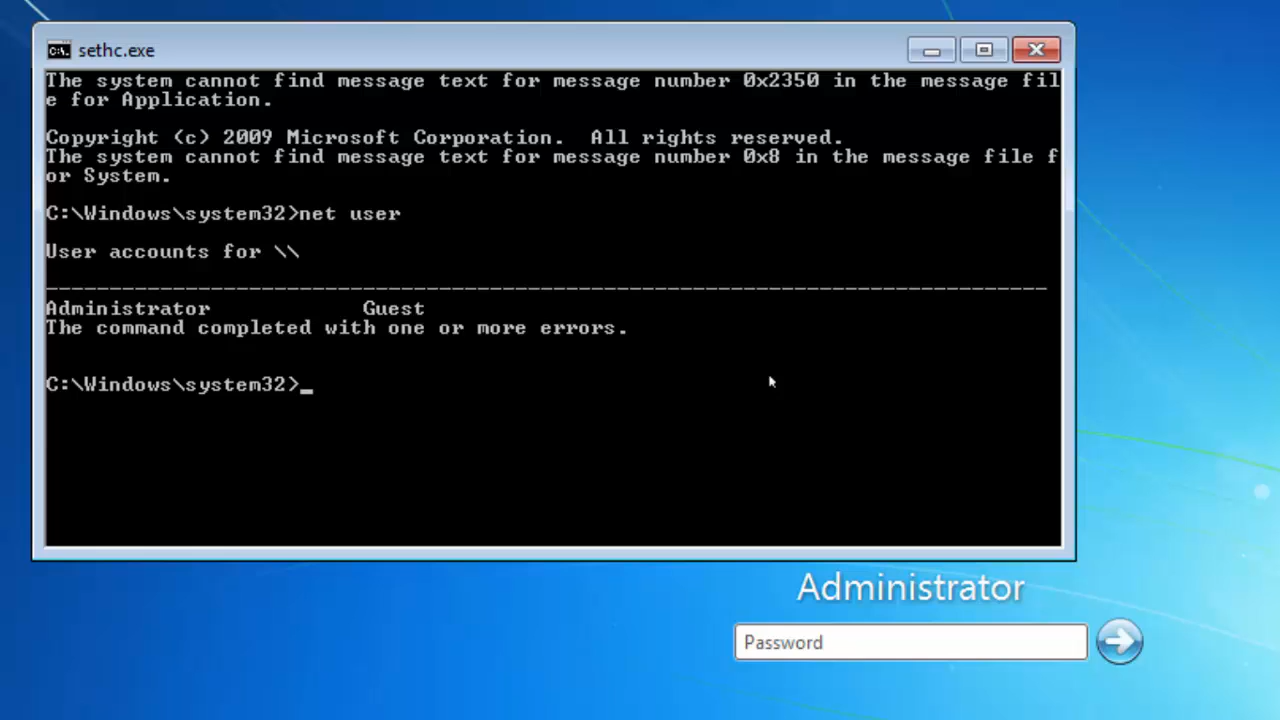 sethc.exe
The system cannot find message text for message number 0x2350 in the message fil
e for Application.
Copyright (c) 2009 Microsoft Corporation.  All rights reserved.
The system cannot find message text for message number 0x8 in the message file f
or System.
C:\Windows\system32>net user
User accounts for \\
-------------------------------------------------------------------------------
Administrator            Guest
The command completed with one or more errors.
C:\Windows\system32>_
Administrator
Password